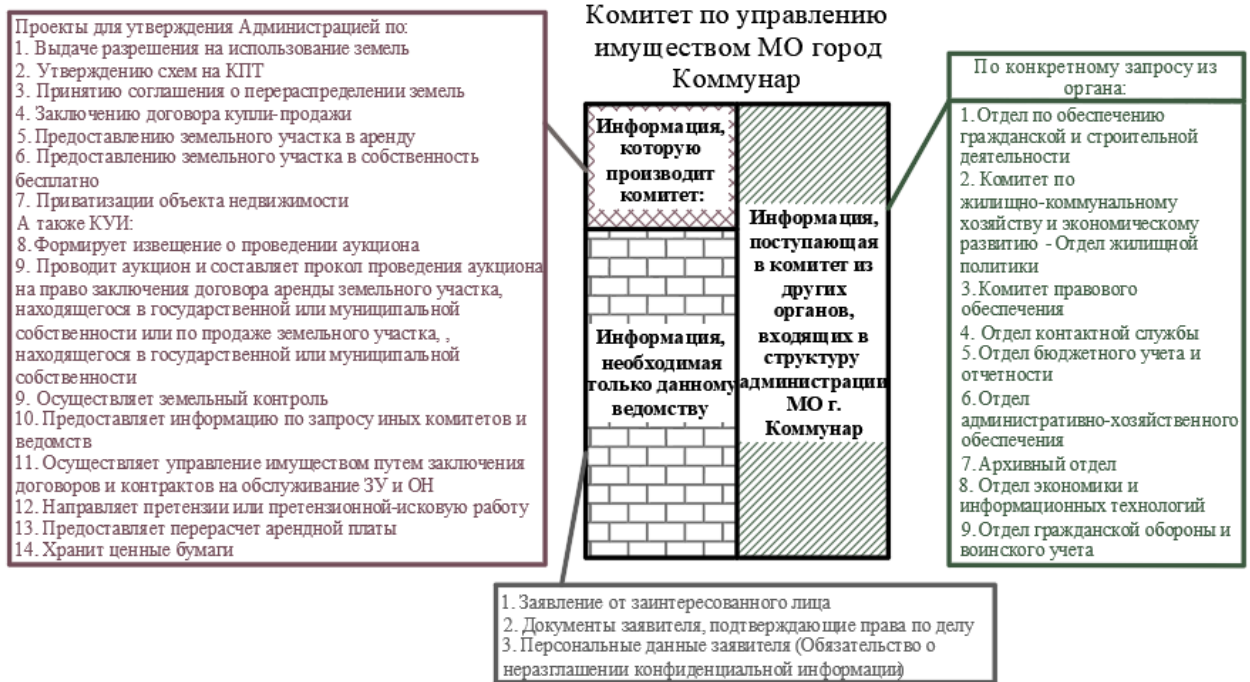 Проекты для утверждения Администрацией по:
1. Выдаче разрешения на использование земель
2. Утверждению схем на КПТ
3. Принятию соглашения о перераспределении земель
4. Заключению договора купли-продажи
5. Предоставлению земельного участка в аренду
6. Предоставлению земельного участка в собственность
бесплатно
7. Приватизации объекта недвижимости
А также КУИ:
8. Формирует извещение о проведении аукциона
9. Проводит аукцион и составляет прокол проведения аукциона
на право заключения договора аренды земельного участка,
находящегося в государственной или муниципальной
собственности или по продаже земельного участка, ,
находящегося в государственной или муниципальной
собственности
9. Осуществляет земельный контроль
10. Предоставляет информацию по запросу иных комитетов и
ведомств
11. Осуществляет управление имуществом путем заключения
договоров и контрактов на обслуживание ЗУ и ОН
12. Направляет претензии или претензионной-исковую работу
13. Предоставляет перерасчет арендной платы
14. Хранит ценные бумаги
Комитет по управлению
имуществом МО город
Коммунар
Информация,
которую
производит
комитет:
Информация,
необходимая
только данному
ведомству
Информация,
поступающая
в комитет из
других
органов,
входящих в
структуру
администрации
МО г.
Коммунар
По конкретному запросу из
органа:
1. Отдел по обеспечению
гражданской и строительной
деятельности
2. Комитет по
жилищно-коммунальному
хозяйству и экономическому
развитию - Отдел жилищной
политики
3. Комитет правового
обеспечения
4. Отдел контактной службы
5. Отдел бюджетного учета и
отчетности
6. Отдел
административно-хозяйственного
обеспечения
7. Архивный отдел
8. Отдел экономики и
информационных технологий
9. Отдел гражданской обороны и
воинского учета
1. Заявление от заинтересованного лица
2. Документы заявителя, подтверждающие права по делу
3. Персональные данные заявителя (Обязательство о
неразглашении конфиденциальной информации)